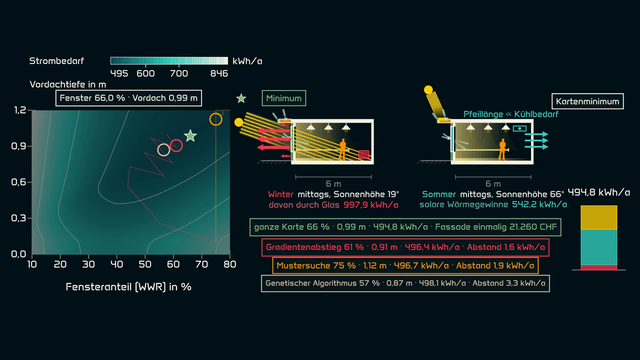 Strombedarf
kWh/a
495 600 700 846
Vordachtiefe in m
Fenster 66,0 % · Vordach 0,99 m
Minimum
Kartenminimum
Pfeillänge ∝ Kühlbedarf
1,2
0,9
0,6
0,3
0,0
10 20 30 40 50 60 70 80
Fensteranteil (WWR) in %
6 m
6 m
Winter mittags, Sonnenhöhe 19°
davon durch Glas 997,9 kWh/a
Sommer mittags, Sonnenhöhe 66°
solare Wärmegewinne 542,2 kWh/a
494,8 kWh/a
ganze Karte 66 % · 0,99 m · 494,8 kWh/a · Fassade einmalig 21.260 CHF
Gradientenabstieg 61 % · 0,91 m · 496,4 kWh/a · Abstand 1,6 kWh/a
Mustersuche 75 % · 1,12 m · 496,7 kWh/a · Abstand 1,9 kWh/a
Genetischer Algorithmus 57 % · 0,87 m · 498,1 kWh/a · Abstand 3,3 kWh/a